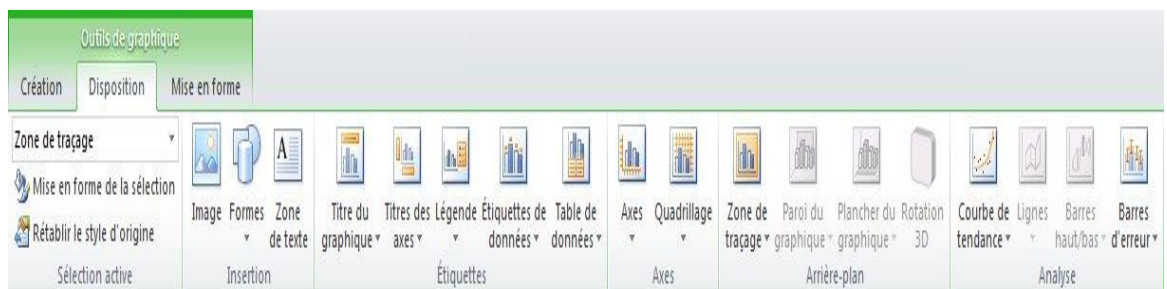 Outils de graphique
Création Disposition Mise en forme
Zone de traçage
Mise en forme de la sélection
Rétablir le style d'origine
Sélection active
Image Formes Zone de texte
Insertion
Titre du graphique Titres des axes Légende Étiquettes de données Table de données
Étiquettes
Axes Quadrillage
Axes
Zone de traçage Paroi du graphique Plancher du graphique Rotation 3D
Arrière-plan
Courbe de tendance Lignes Barres haut/bas Barres d'erreur
Analyse